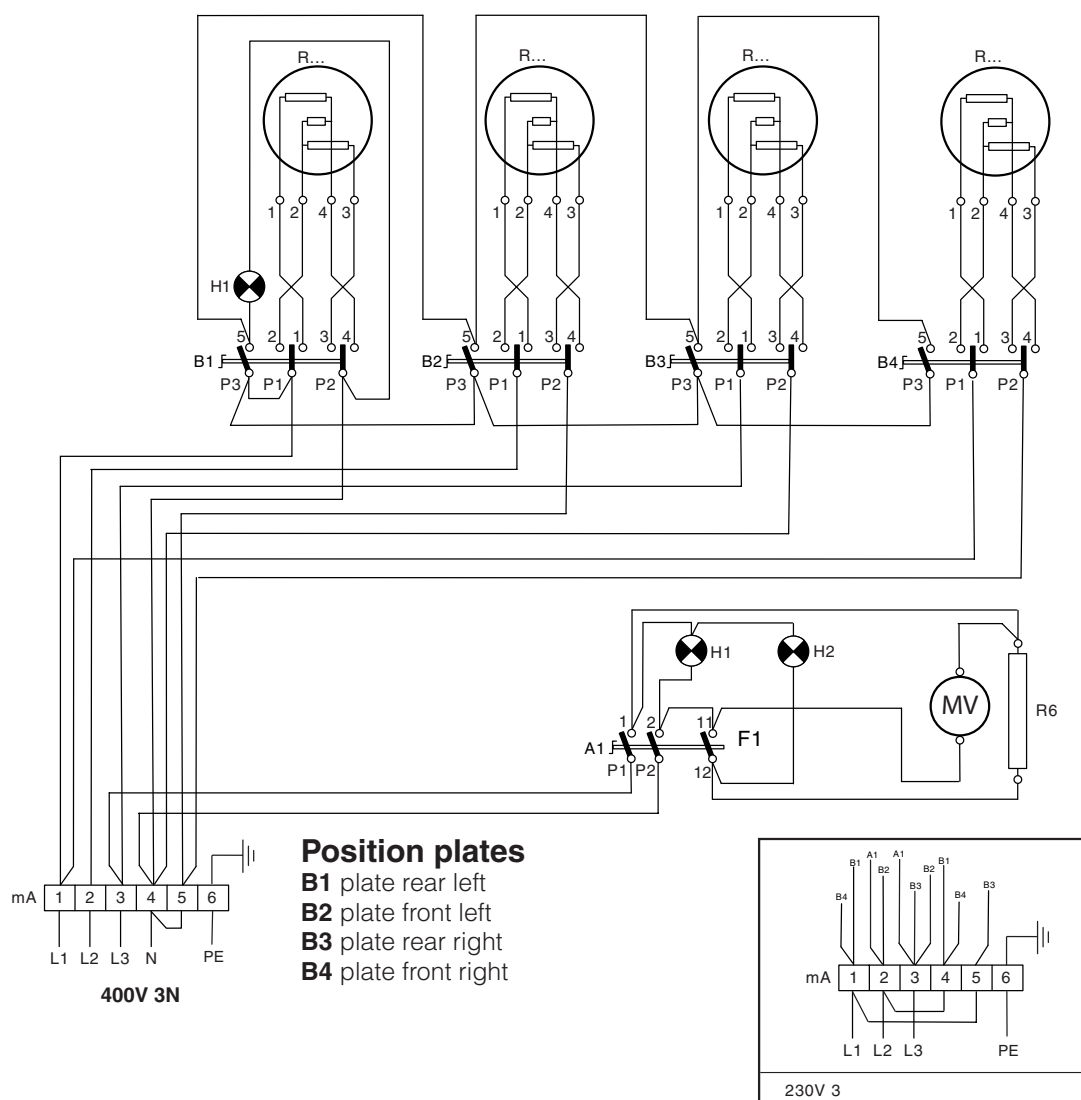 R... R... R... R...
1 2 4 3 1 2 4 3 1 2 4 3 1 2 4 3
H1
5 2 1 3 4 5 2 1 3 4 5 2 1 3 4 5 2 1 3 4
B1 B2 B3 B4
P3 P1 P2 P3 P1 P2 P3 P1 P2 P3 P1 P2
H1 H2
MV R6
1 2 11
A1 F1
P1 P2 12
Position plates
B1 plate rear left
B2 plate front left
B3 plate rear right
B4 plate front right
mA 1 2 3 4 5 6
L1 L2 L3 N PE
400V 3N
B4 B1 A1 B2 A1 B3 B2 B1 B4 B3
mA 1 2 3 4 5 6
L1 L2 L3 PE
230V 3